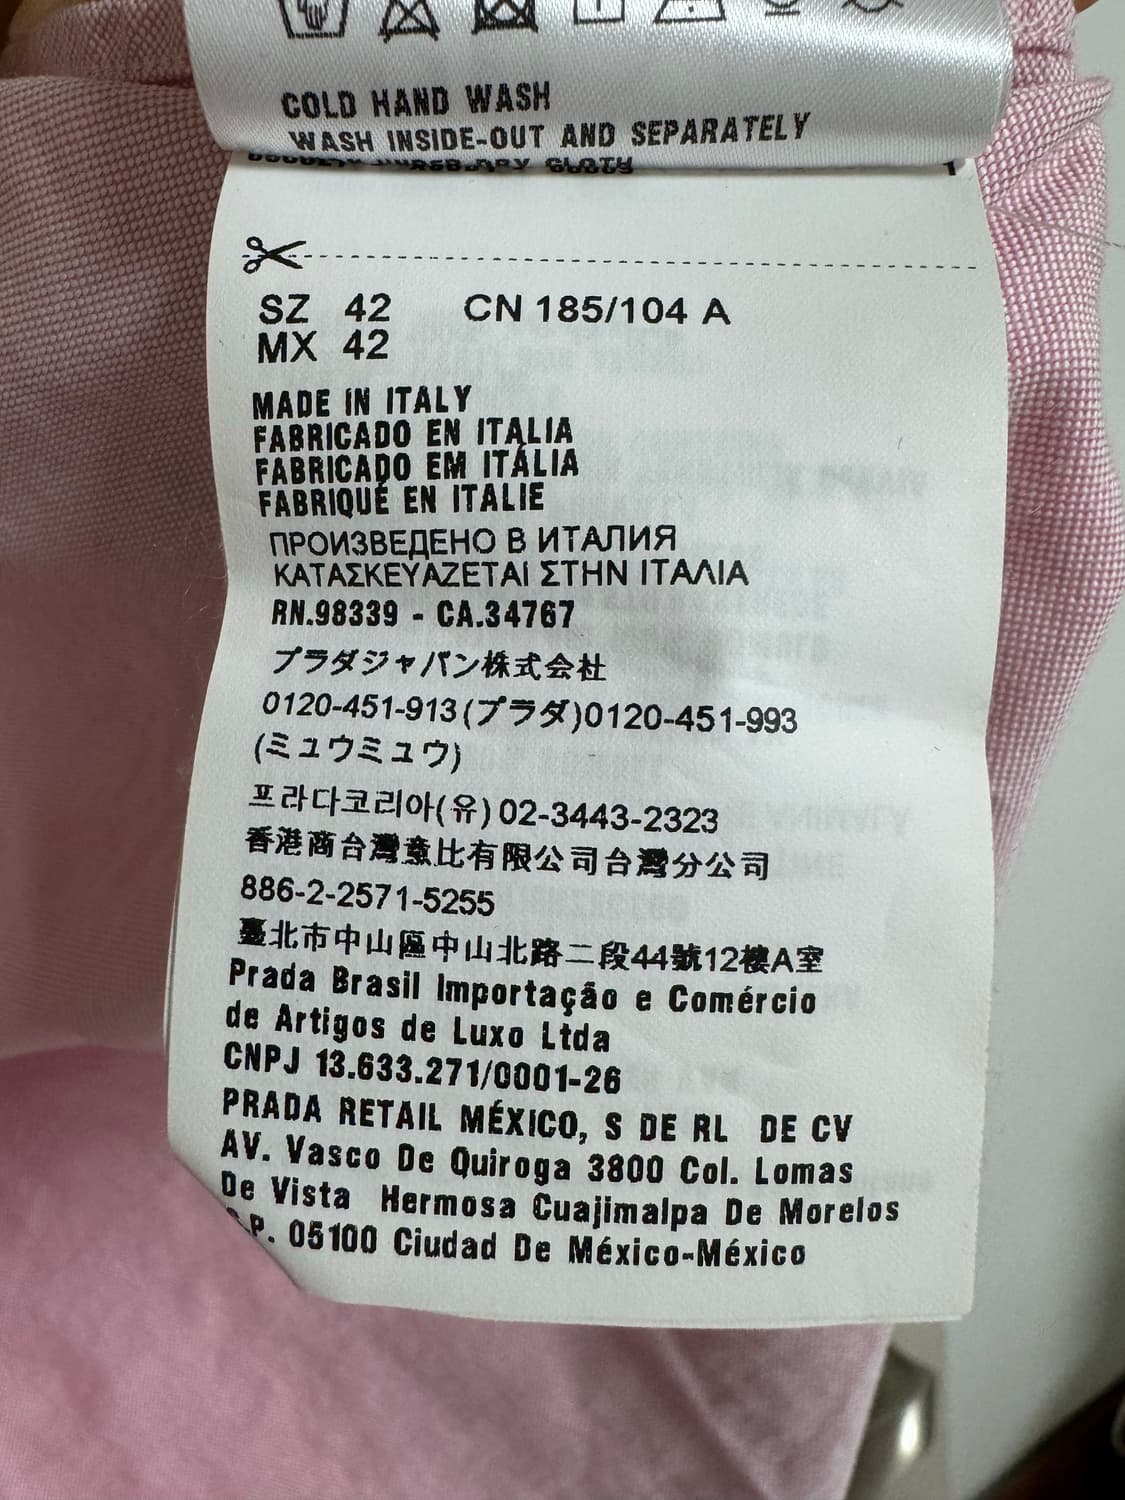 COLD HAND WASH
WASH INSIDE-OUT AND SEPARATELY
DRY CLOTH
1
SZ 42 CN 185/104 A
MX 42
MADE IN ITALY
FABRICADO EN ITALIA
FABRICADO EM ITÁLIA
FABRIQUÉ EN ITALIE
ПРОИЗВЕДЕНО В ИТАЛИЯ
ΚΑΤΑΣΚΕΥΑΖΕΤΑΙ ΣΤΗΝ ΙΤΑΛΙΑ
RN.98339 - CA.34767
プラダジャパン株式会社
0120-451-913(プラダ)0120-451-993
(ミュウミュウ)
프라다코리아(유) 02-3443-2323
香港商台灣意比有限公司台灣分公司
886-2-2571-5255
臺北市中山區中山北路二段44號12樓A室
Prada Brasil Importação e Comércio
de Artigos de Luxo Ltda
CNPJ 13.633.271/0001-26
PRADA RETAIL MÉXICO, S DE RL DE CV
AV. Vasco De Quiroga 3800 Col. Lomas
De Vista Hermosa Cuajimalpa De Morelos
.P. 05100 Ciudad De México-México